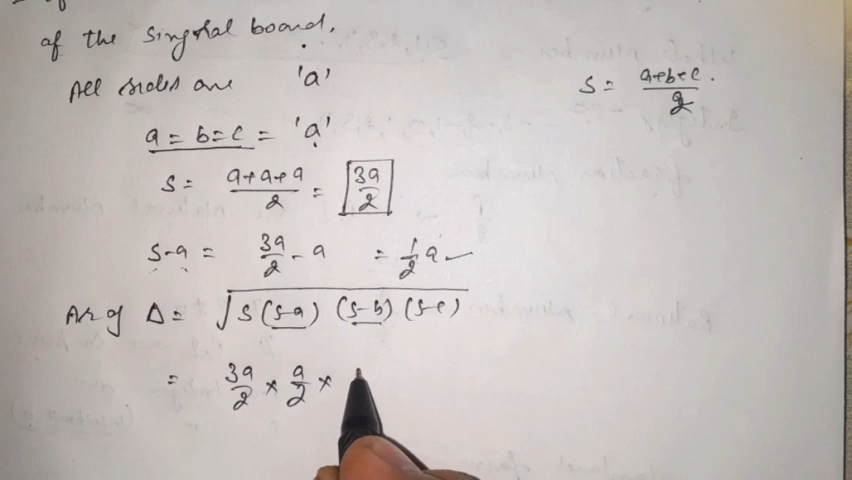 of the singnal board.
All sides are 'a'
S = a+b+c / 2
a = b = c = 'a'
S = a+a+a / 2 = 3a / 2
S-a = 3a / 2 - a = 1 / 2 a
Ar of Δ = √S(S-a) (S-b) (S-c)
= 3a / 2 × a / 2 ×